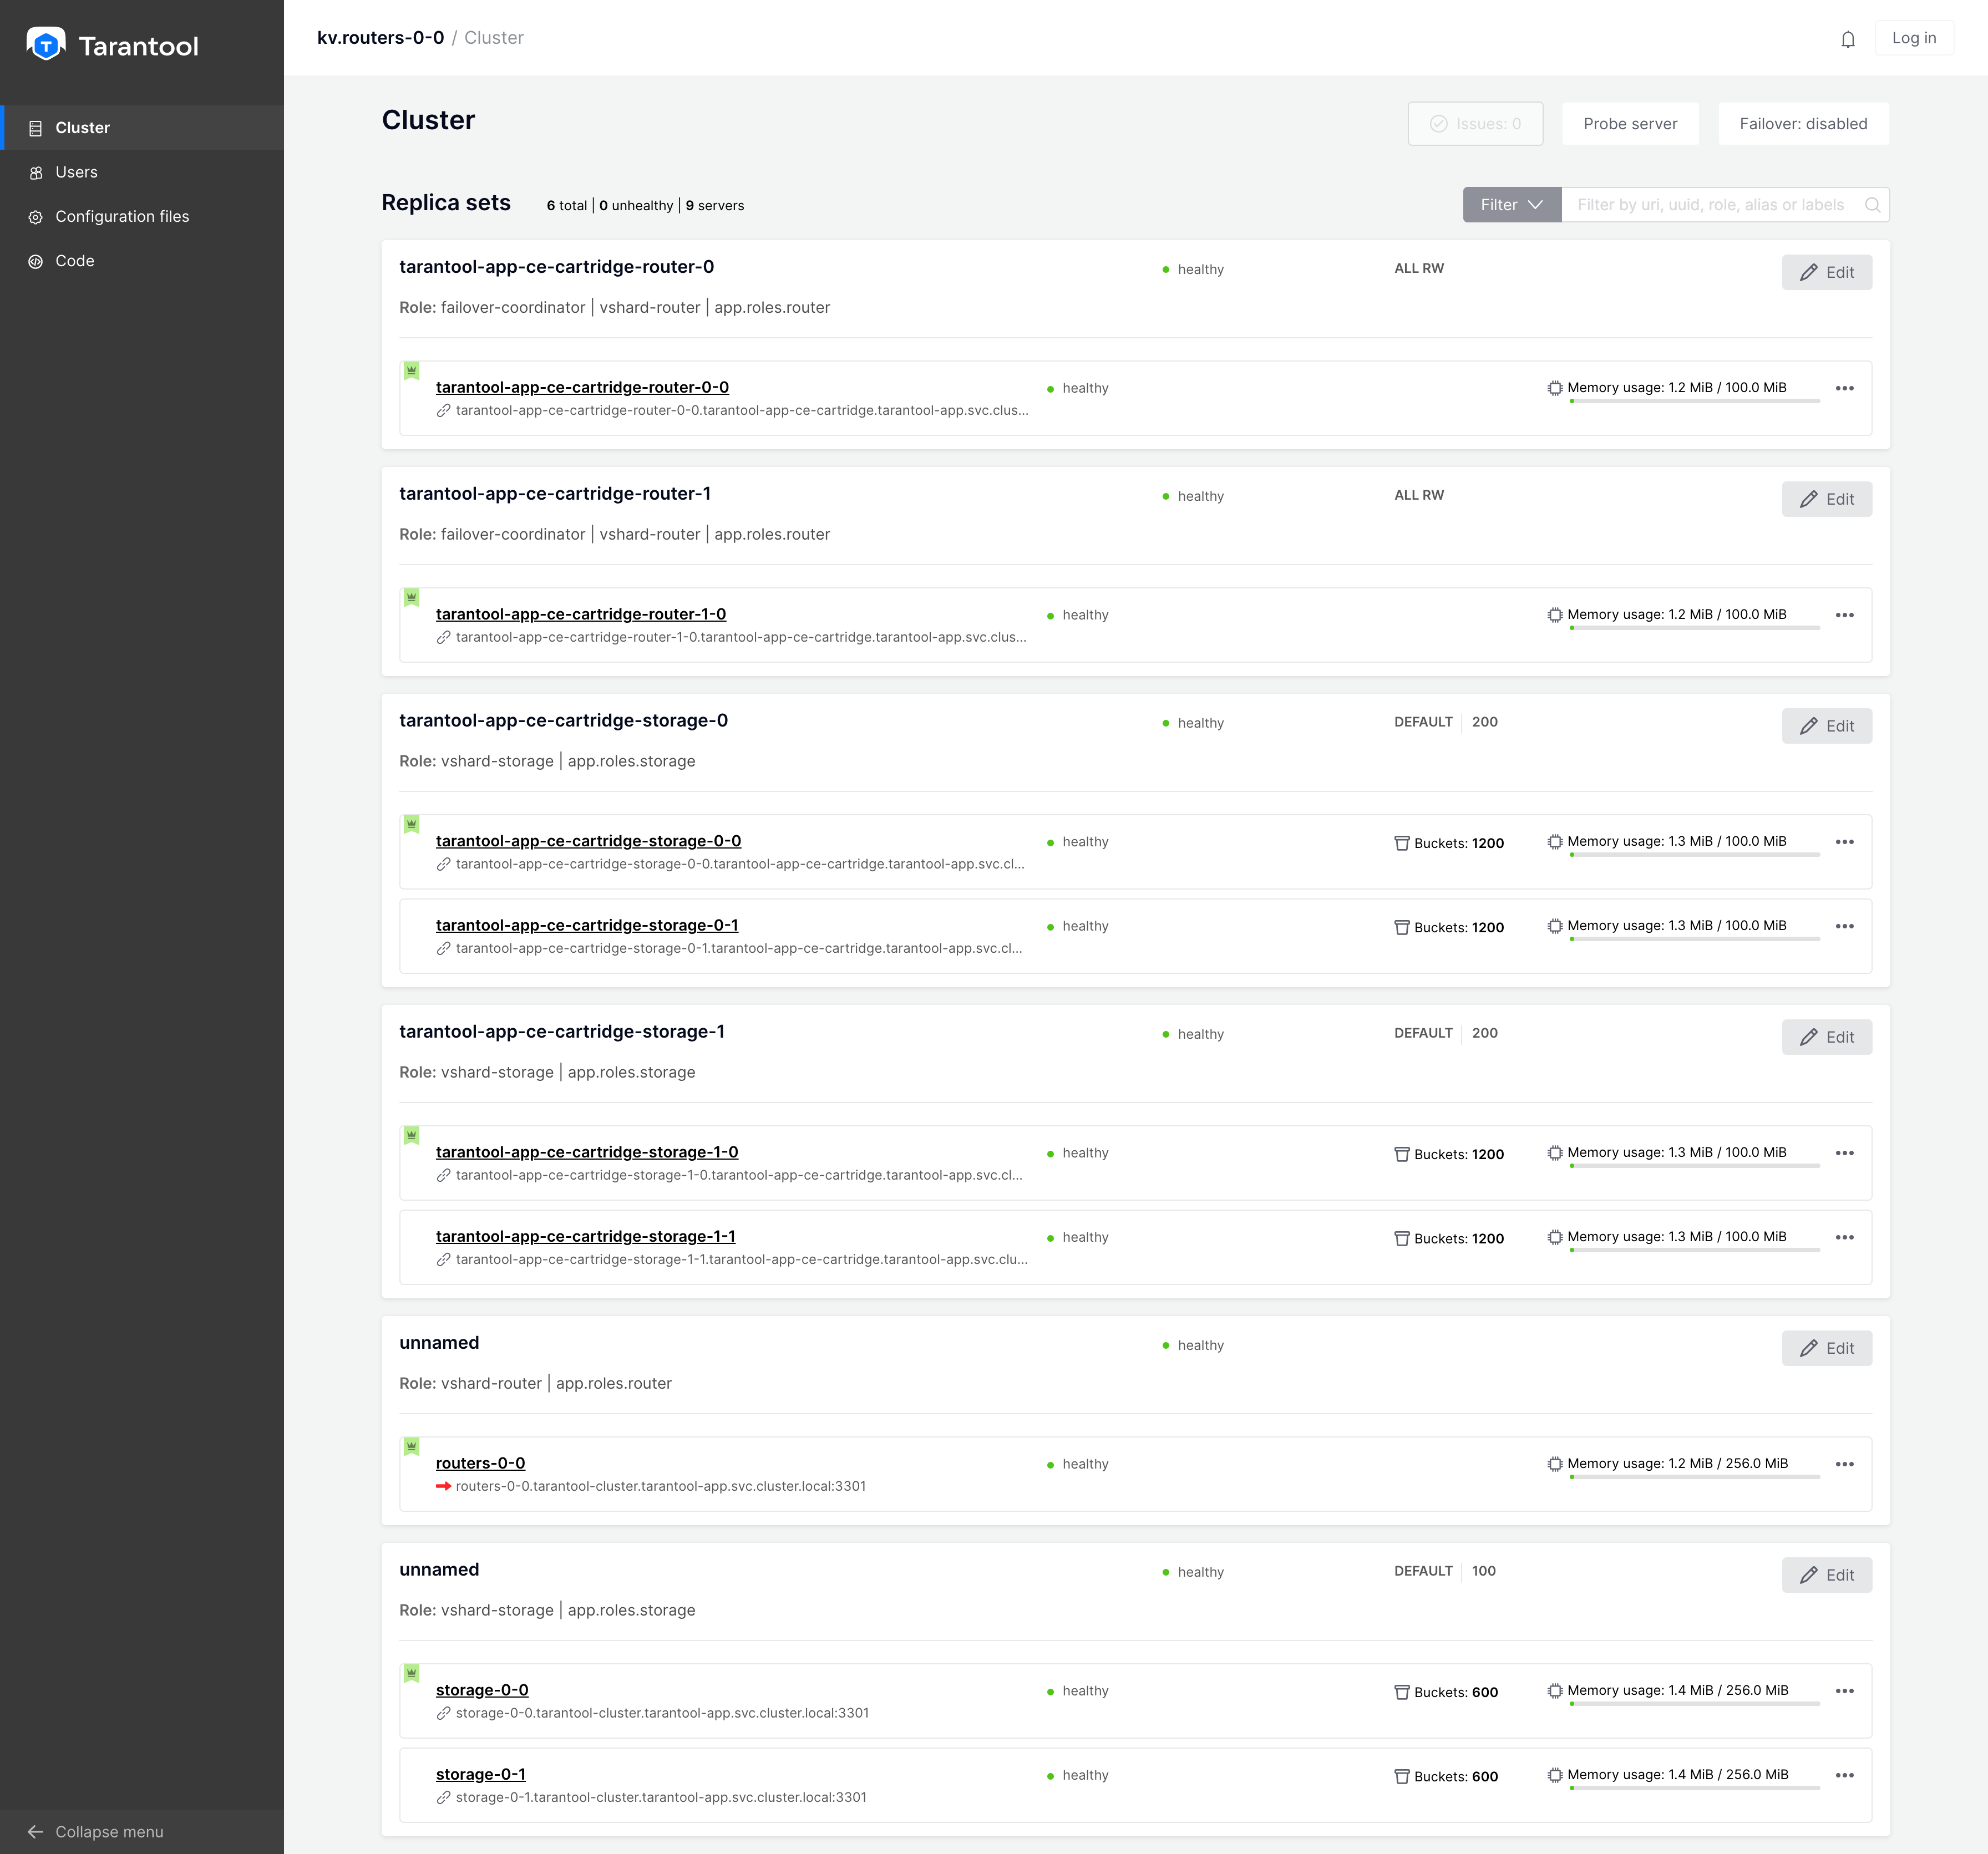 Tarantool
Cluster
Users
Configuration files
Code
Collapse menu
kv.routers-0-0 / Cluster
Log in
Cluster
Issues: 0
Probe server
Failover: disabled
Replica sets
6 total | 0 unhealthy | 9 servers
Filter
Filter by uri, uuid, role, alias or labels
tarantool-app-ce-cartridge-router-0
healthy
ALL RW
Edit
Role: failover-coordinator | vshard-router | app.roles.router
tarantool-app-ce-cartridge-router-0-0
healthy
Memory usage: 1.2 MiB / 100.0 MiB
tarantool-app-ce-cartridge-router-0-0.tarantool-app-ce-cartridge.tarantool-app.svc.clus...
tarantool-app-ce-cartridge-router-1
healthy
ALL RW
Edit
Role: failover-coordinator | vshard-router | app.roles.router
tarantool-app-ce-cartridge-router-1-0
healthy
Memory usage: 1.2 MiB / 100.0 MiB
tarantool-app-ce-cartridge-router-1-0.tarantool-app-ce-cartridge.tarantool-app.svc.clus...
tarantool-app-ce-cartridge-storage-0
healthy
DEFAULT | 200
Edit
Role: vshard-storage | app.roles.storage
tarantool-app-ce-cartridge-storage-0-0
healthy
Buckets: 1200
Memory usage: 1.3 MiB / 100.0 MiB
tarantool-app-ce-cartridge-storage-0-0.tarantool-app-ce-cartridge.tarantool-app.svc.cl...
tarantool-app-ce-cartridge-storage-0-1
healthy
Buckets: 1200
Memory usage: 1.3 MiB / 100.0 MiB
tarantool-app-ce-cartridge-storage-0-1.tarantool-app-ce-cartridge.tarantool-app.svc.cl...
tarantool-app-ce-cartridge-storage-1
healthy
DEFAULT | 200
Edit
Role: vshard-storage | app.roles.storage
tarantool-app-ce-cartridge-storage-1-0
healthy
Buckets: 1200
Memory usage: 1.3 MiB / 100.0 MiB
tarantool-app-ce-cartridge-storage-1-0.tarantool-app-ce-cartridge.tarantool-app.svc.cl...
tarantool-app-ce-cartridge-storage-1-1
healthy
Buckets: 1200
Memory usage: 1.3 MiB / 100.0 MiB
tarantool-app-ce-cartridge-storage-1-1.tarantool-app-ce-cartridge.tarantool-app.svc.clu...
unnamed
healthy
Edit
Role: vshard-router | app.roles.router
routers-0-0
healthy
Memory usage: 1.2 MiB / 256.0 MiB
routers-0-0.tarantool-cluster.tarantool-app.svc.cluster.local:3301
unnamed
healthy
DEFAULT | 100
Edit
Role: vshard-storage | app.roles.storage
storage-0-0
healthy
Buckets: 600
Memory usage: 1.4 MiB / 256.0 MiB
storage-0-0.tarantool-cluster.tarantool-app.svc.cluster.local:3301
storage-0-1
healthy
Buckets: 600
Memory usage: 1.4 MiB / 256.0 MiB
storage-0-1.tarantool-cluster.tarantool-app.svc.cluster.local:3301